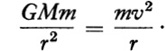 GMm/r² = mv²/r.